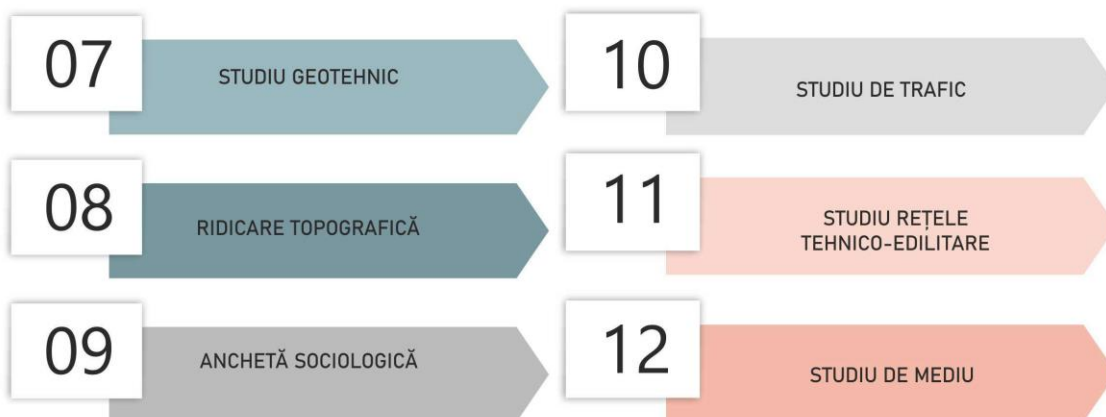 07
STUDIU GEOTEHNIC
08
RIDICARE TOPOGRAFICĂ
09
ANCHETĂ SOCIOLOGICĂ
10
STUDIU DE TRAFIC
11
STUDIU REȚELE
TEHNICO-EDILITARE
12
STUDIU DE MEDIU